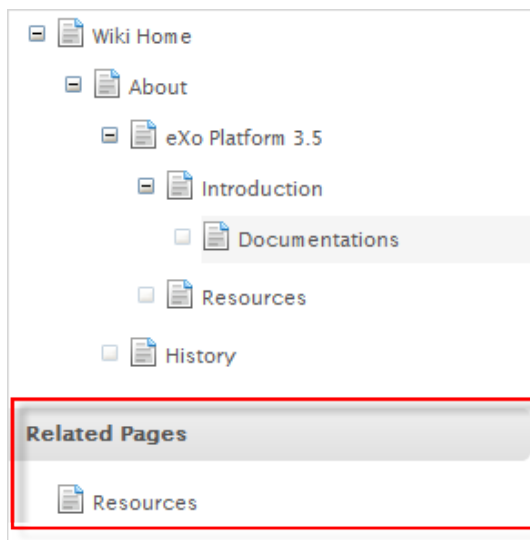 Wiki Home
About
eXo Platform 3.5
Introduction
Documentations
Resources
History
Related Pages
Resources